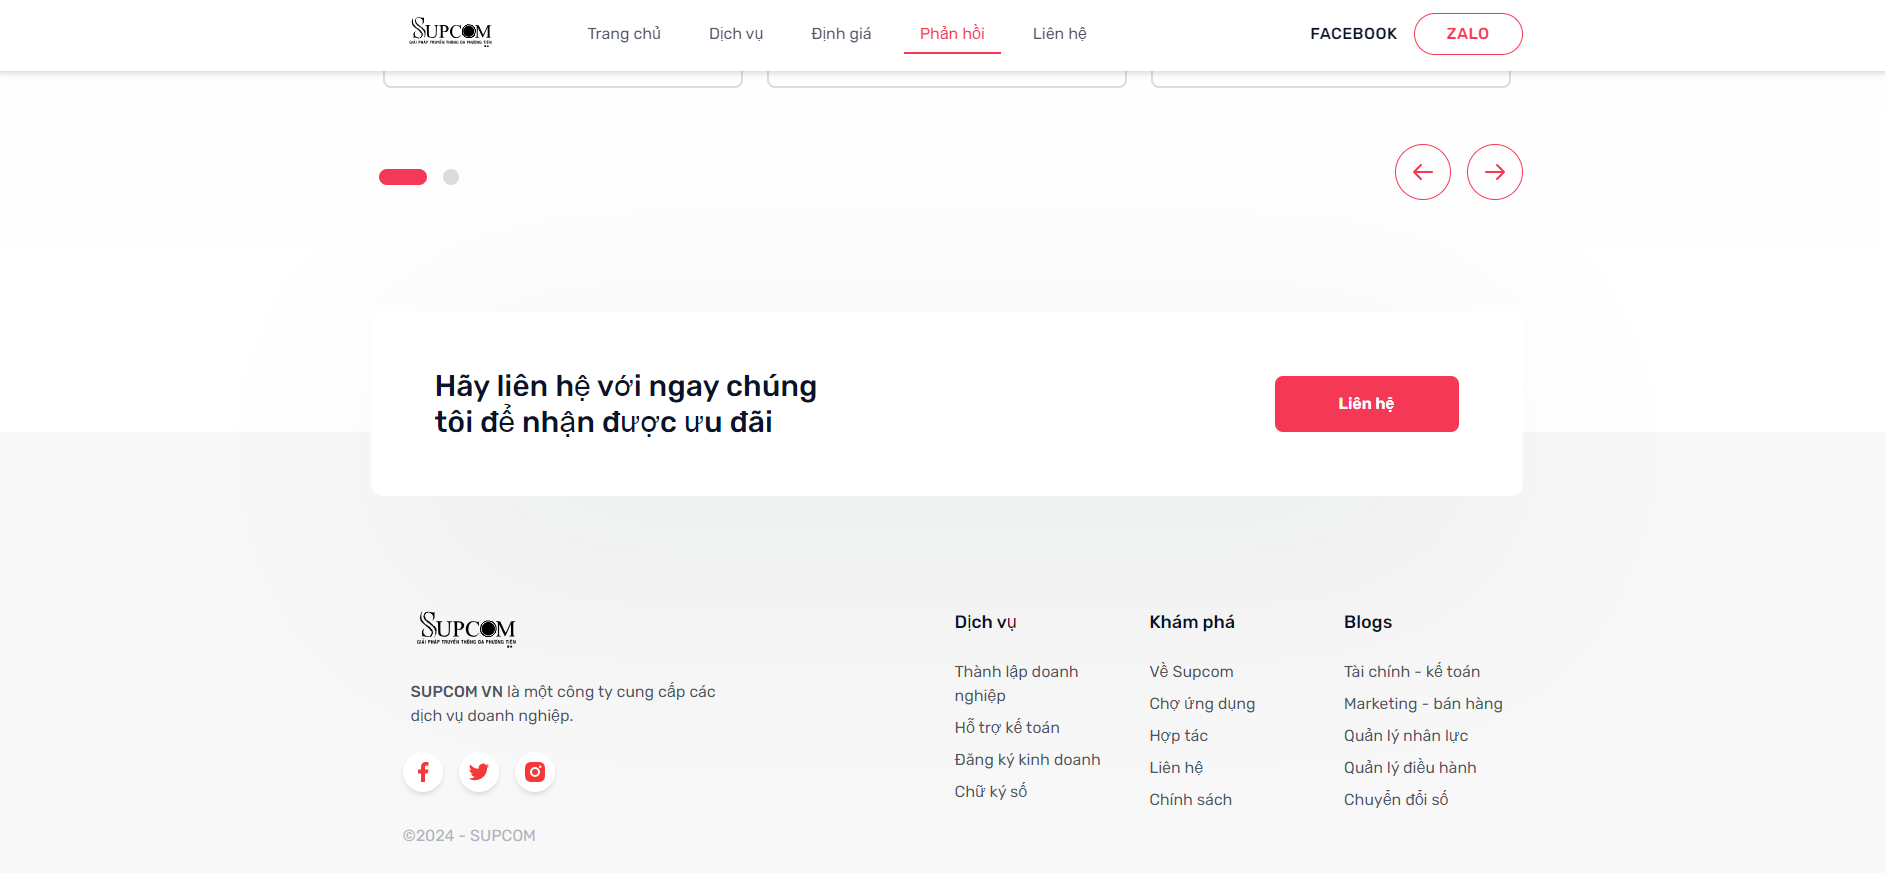 SUPCOM
GIẢI PHÁP TRUYỀN THÔNG ĐA PHƯƠNG TIỆN
Trang chủ
Dịch vụ
Định giá
Phản hồi
Liên hệ
FACEBOOK
ZALO
Hãy liên hệ với ngay chúng
tôi để nhận được ưu đãi
Liên hệ
SUPCOM
GIẢI PHÁP TRUYỀN THÔNG ĐA PHƯƠNG TIỆN
SUPCOM VN là một công ty cung cấp các
dịch vụ doanh nghiệp.
©2024 - SUPCOM
Dịch vụ
Thành lập doanh
nghiệp
Hỗ trợ kế toán
Đăng ký kinh doanh
Chữ ký số
Khám phá
Về Supcom
Chợ ứng dụng
Hợp tác
Liên hệ
Chính sách
Blogs
Tài chính - kế toán
Marketing - bán hàng
Quản lý nhân lực
Quản lý điều hành
Chuyển đổi số